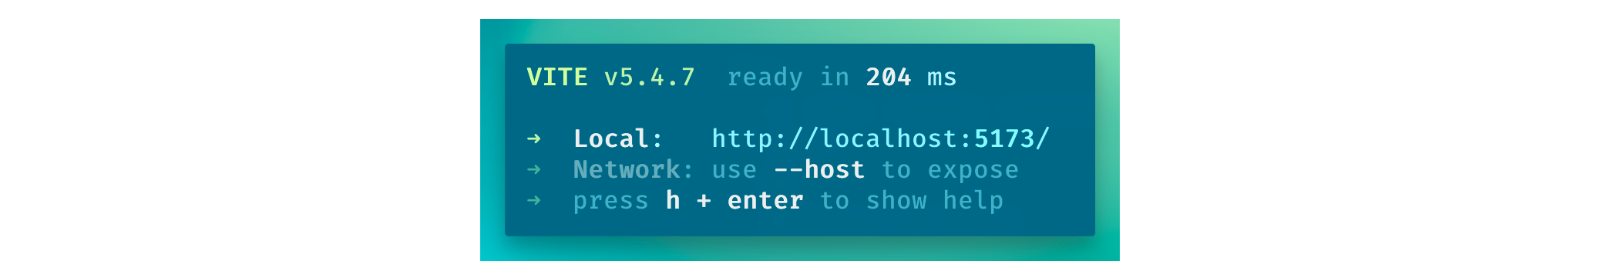 VITE v5.4.7  ready in 204 ms
➜  Local:   http://localhost:5173/
➜  Network: use --host to expose
➜  press h + enter to show help